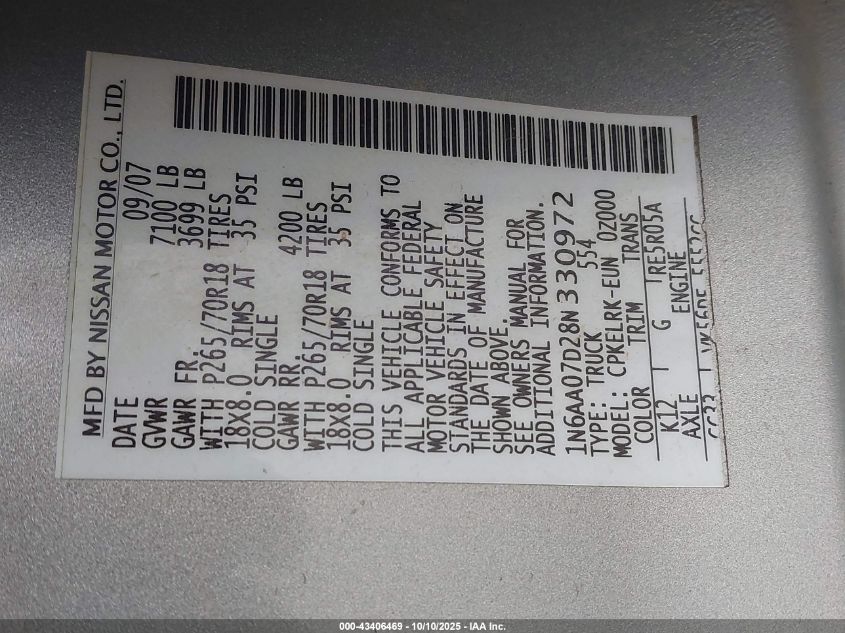 MFD BY NISSAN MOTOR CO., LTD.
DATE 09/07
GVWR 7100 LB
GAWR FR. 3699 LB
WITH P265/70R18 TIRES
18X8.0 RIMS AT 35 PSI
COLD SINGLE
GAWR RR. 4200 LB
WITH P265/70R18 TIRES
18X8.0 RIMS AT 35 PSI
COLD SINGLE
THIS VEHICLE CONFORMS TO
ALL APPLICABLE FEDERAL
MOTOR VEHICLE SAFETY
STANDARDS IN EFFECT ON
THE DATE OF MANUFACTURE
SHOWN ABOVE.
SEE OWNERS MANUAL FOR
ADDITIONAL INFORMATION.
1N6AA07D28N330972
TYPE: TRUCK 554
MODEL: CPKELRK-EUN 0Z000
COLOR TRIM TRANS
K12 G RE5R05A
AXLE ENGINE
000-43406469 - 10/10/2025 - IAA Inc.